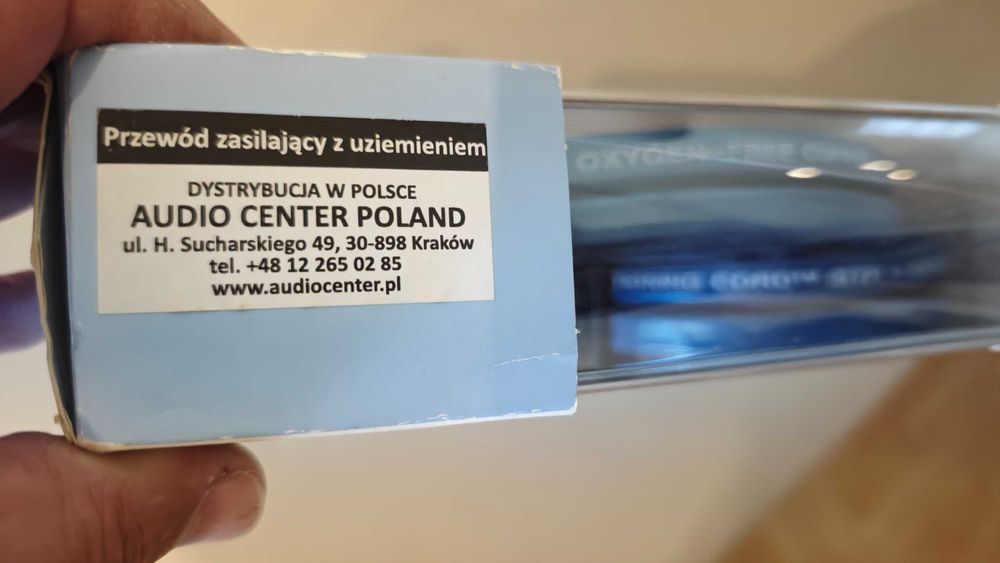 Przewód zasilający z uziemieniem
DYSTRYBUCJA W POLSCE
AUDIO CENTER POLAND
ul. H. Sucharskiego 49, 30-898 Kraków
tel. +48 12 265 02 85
www.audiocenter.pl
OXYGEN